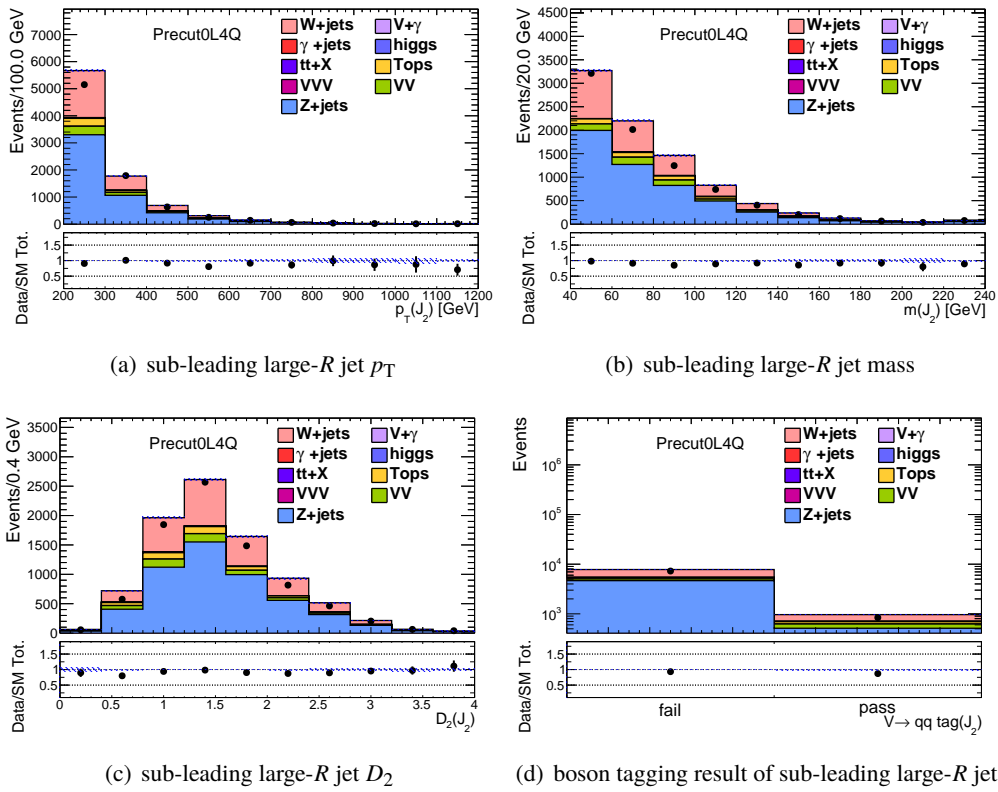 Events/100.0 GeV
7000
6000
5000
4000
3000
2000
1000
0
Precut0L4Q
W+jets
V+γ
γ +jets
higgs
tt+X
Tops
VVV
VV
Z+jets
Data/SM Tot.
1.5
1
0.5
200 300 400 500 600 700 800 900 1000 1100 1200
p_T(J_2) [GeV]
(a) sub-leading large-R jet p_T
Events/20.0 GeV
4500
4000
3500
3000
2500
2000
1500
1000
500
0
Precut0L4Q
W+jets
V+γ
γ +jets
higgs
tt+X
Tops
VVV
VV
Z+jets
Data/SM Tot.
1.5
1
0.5
40 60 80 100 120 140 160 180 200 220 240
m(J_2) [GeV]
(b) sub-leading large-R jet mass
Events/0.4 GeV
3500
3000
2500
2000
1500
1000
500
0
Precut0L4Q
W+jets
V+γ
γ +jets
higgs
tt+X
Tops
VVV
VV
Z+jets
Data/SM Tot.
1.5
1
0.5
0 0.5 1 1.5 2 2.5 3 3.5 4
D_2(J_2)
(c) sub-leading large-R jet D_2
Events
10^6
10^5
10^4
10^3
Precut0L4Q
W+jets
V+γ
γ +jets
higgs
tt+X
Tops
VVV
VV
Z+jets
Data/SM Tot.
1.5
1
0.5
fail pass
V→ qq tag(J_2)
(d) boson tagging result of sub-leading large-R jet